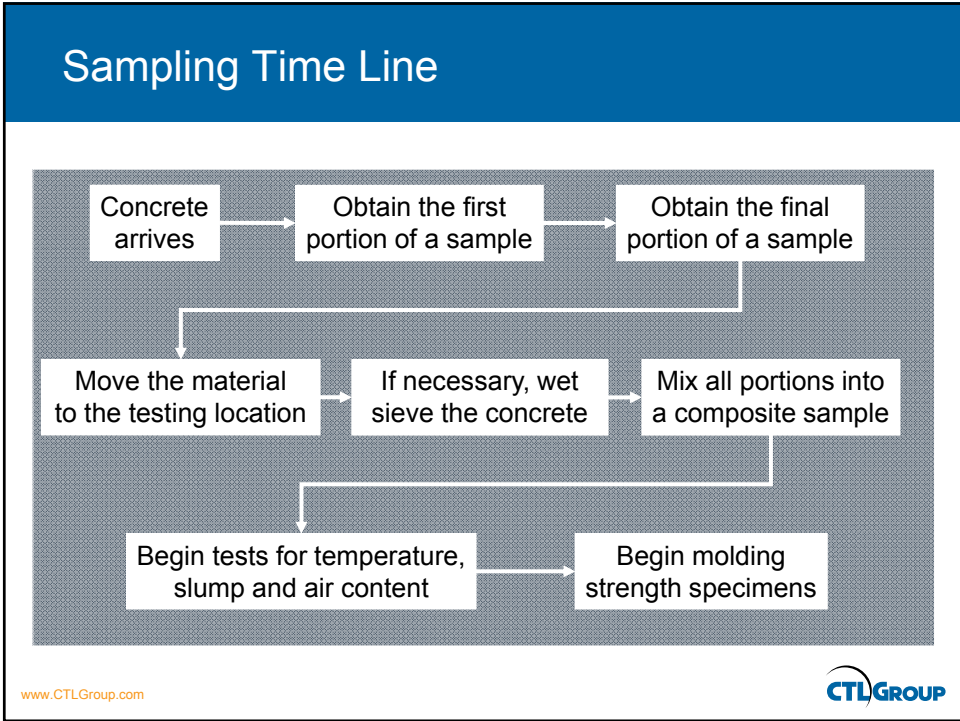 Sampling Time Line
Concrete
arrives
Obtain the first
portion of a sample
Obtain the final
portion of a sample
Move the material
to the testing location
If necessary, wet
sieve the concrete
Mix all portions into
a composite sample
Begin tests for temperature,
slump and air content
Begin molding
strength specimens
www.CTLGroup.com
CTLGROUP